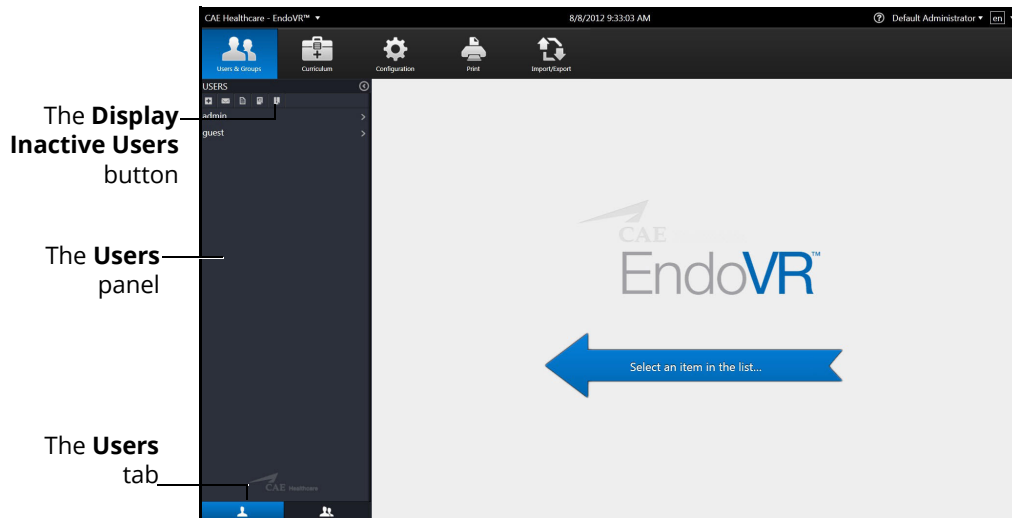 CAE Healthcare - EndoVR™
8/8/2012 9:33:03 AM
? Default Administrator
en
Users & Groups
Curriculum
Configuration
Print
Import/Export
USERS
admin
guest
The Display
Inactive Users
button
The Users
panel
CAE
EndoVR™
Select an item in the list...
The Users
tab
CAE Healthcare